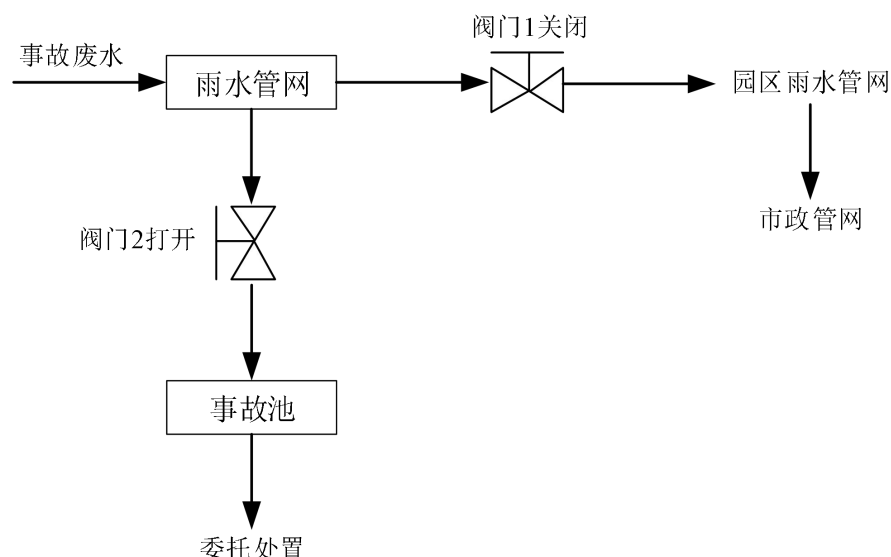 阀门1关闭
事故废水
雨水管网
园区雨水管网
市政管网
阀门2打开
事故池
委托处置